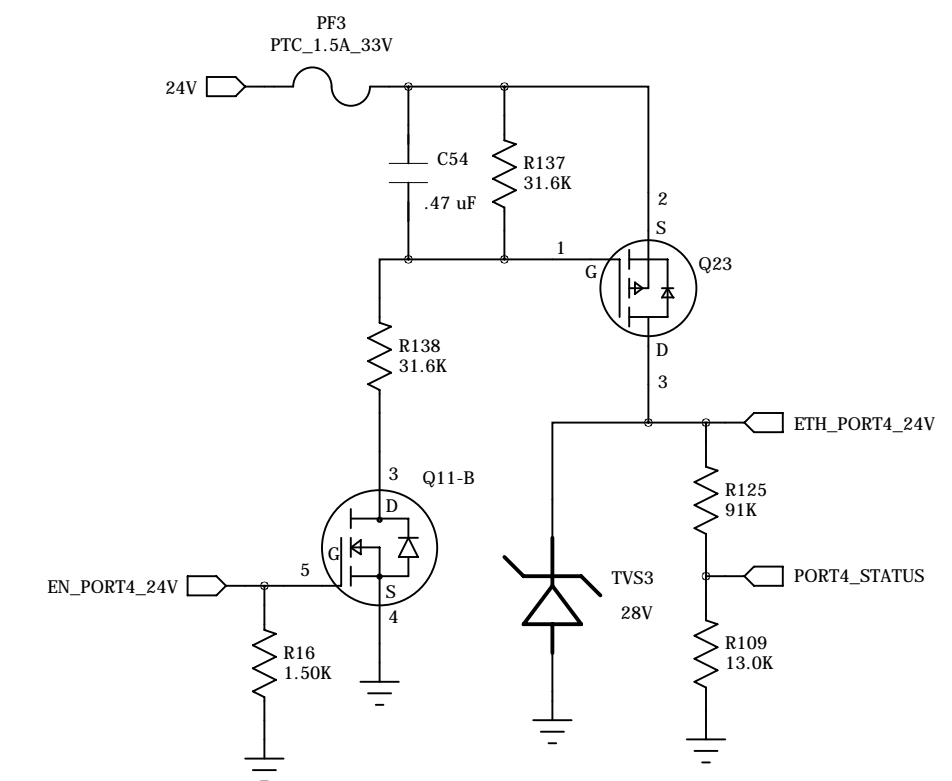 PF3
PTC_1.5A_33V
24V
C54
.47 uF
R137
31.6K
2
S
1
G
Q23
D
3
R138
31.6K
ETH_PORT4_24V
3
Q11-B
D
G
5
S
4
EN_PORT4_24V
R125
91K
TVS3
28V
PORT4_STATUS
R16
1.50K
R109
13.0K